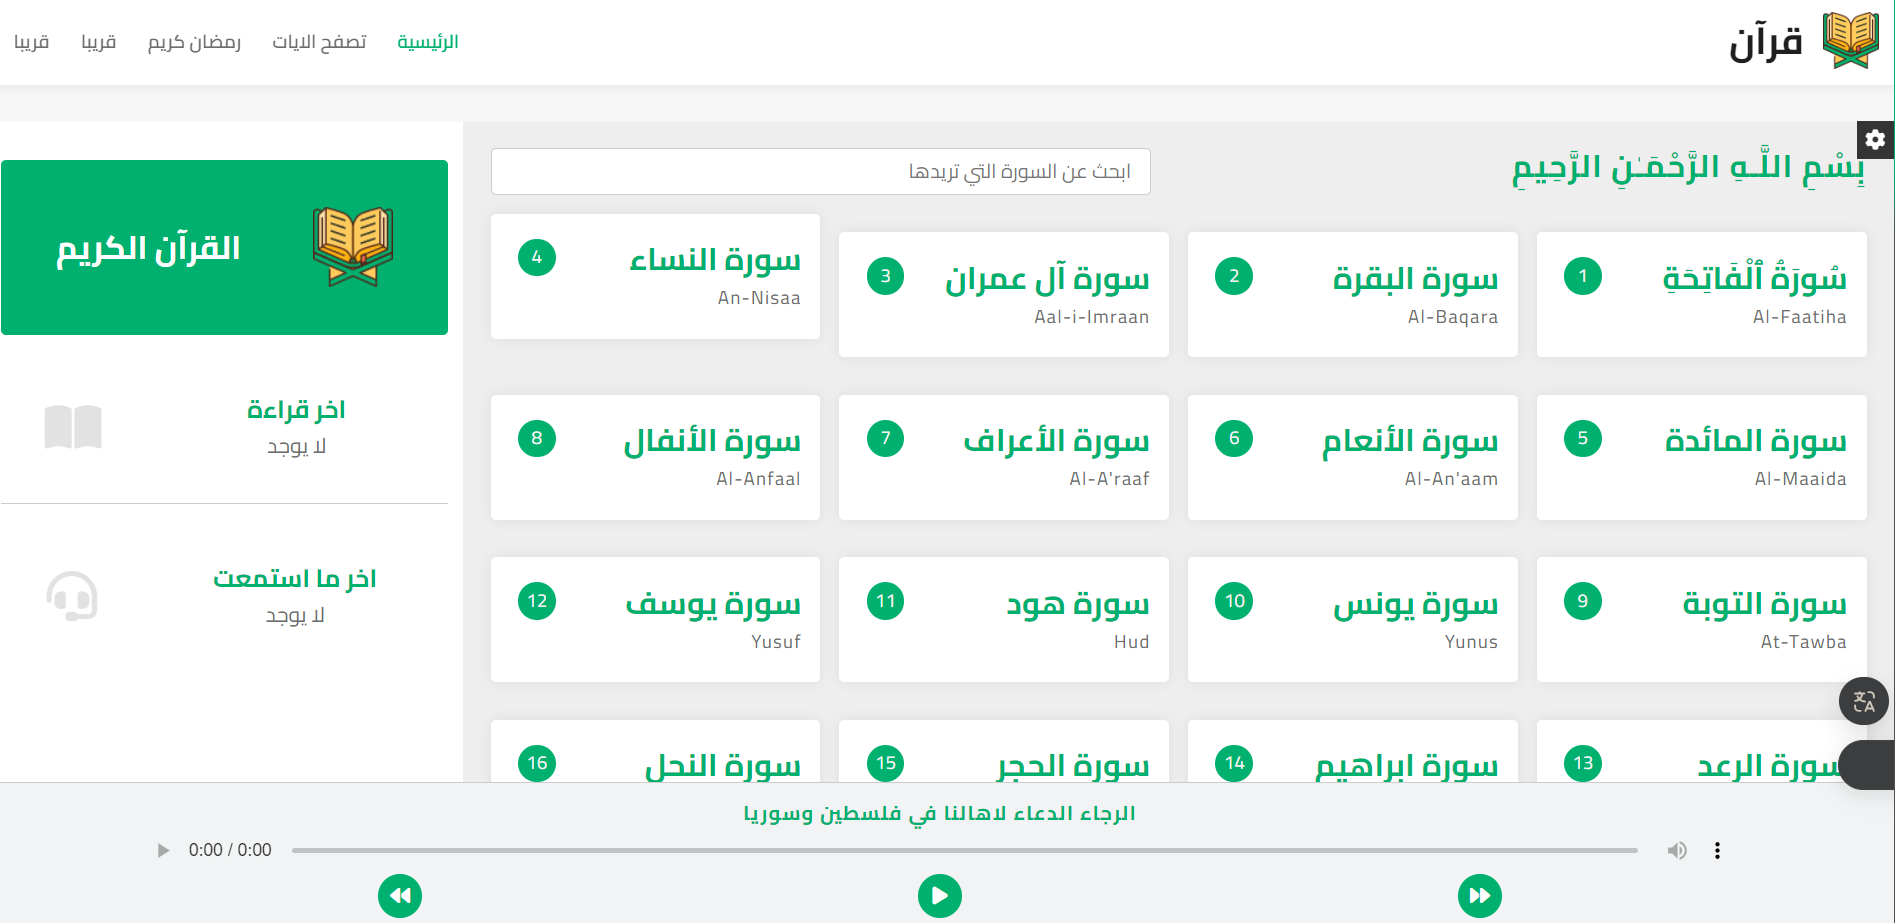 قرآن
الرئيسية
تصفح الايات
رمضان كريم
قريبا
قريبا
بِسْمِ اللَّـهِ الرَّحْمَـٰنِ الرَّحِيمِ
ابحث عن السورة التي تريدها
سُورَةُ ٱلْفَاتِحَةِ
1
Al-Faatiha
سورة البقرة
2
Al-Baqara
سورة آل عمران
3
Aal-i-Imraan
سورة النساء
4
An-Nisaa
سورة المائدة
5
Al-Maaida
سورة الأنعام
6
Al-An'aam
سورة الأعراف
7
Al-A'raaf
سورة الأنفال
8
Al-Anfaal
سورة التوبة
9
At-Tawba
سورة يونس
10
Yunus
سورة هود
11
Hud
سورة يوسف
12
Yusuf
سورة الرعد
13
سورة ابراهيم
14
سورة الحجر
15
سورة النحل
16
القرآن الكريم
اخر قراءة
لا يوجد
اخر ما استمعت
لا يوجد
الرجاء الدعاء لاهالنا في فلسطين وسوريا
0:00 / 0:00